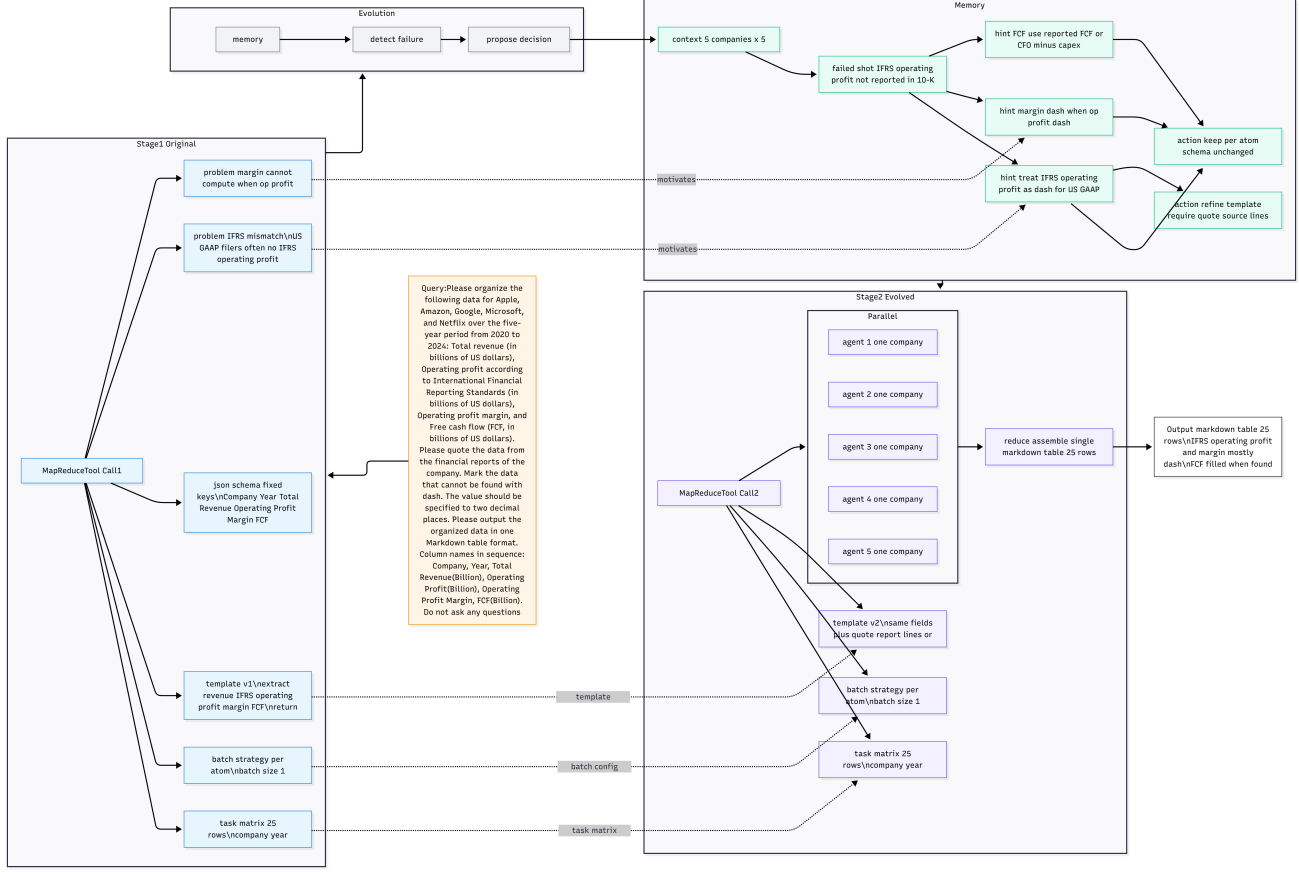 Evolution
memory
detect failure
propose decision
Memory
context 5 companies x 5
failed shot IFRS operating
profit not reported in 10-K
hint FCF use reported FCF or
CFO minus capex
hint margin dash when op
profit dash
hint treat IFRS operating
profit as dash for US GAAP
action keep per atom
schema unchanged
action refine template
require quote source lines
Stage1 Original
problem margin cannot
compute when op profit
problem IFRS mismatch\nUS
GAAP filers often no IFRS
operating profit
MapReduceTool Call1
json schema fixed
keys\nCompany Year Total
Revenue Operating Profit
Margin FCF
template v1\nextract
revenue IFRS operating
profit margin FCF\nreturn
batch strategy per
atom\nbatch size 1
task matrix 25
rows\ncompany year
motivates
motivates
Query:Please organize the
following data for Apple,
Amazon, Google, Microsoft,
and Netflix over the five-
year period from 2020 to
2024: Total revenue (in
billions of US dollars),
Operating profit according
to International Financial
Reporting Standards (in
billions of US dollars),
Operating profit margin, and
Free cash flow (FCF, in
billions of US dollars).
Please quote the data from
the financial reports of the
company. Mark the data
that cannot be found with
dash. The value should be
specified to two decimal
places. Please output the
organized data in one
Markdown table format.
Column names in sequence:
Company, Year, Total
Revenue(Billion), Operating
Profit(Billion), Operating
Profit Margin, FCF(Billion).
Do not ask any questions
template
batch config
task matrix
Stage2 Evolved
Parallel
agent 1 one company
agent 2 one company
agent 3 one company
agent 4 one company
agent 5 one company
MapReduceTool Call2
reduce assemble single
markdown table 25 rows
Output markdown table 25
rows\nIFRS operating profit
and margin mostly
dash\nFCF filled when found
template v2\nsame fields
plus quote report lines or
batch strategy per
atom\nbatch size 1
task matrix 25
rows\ncompany year